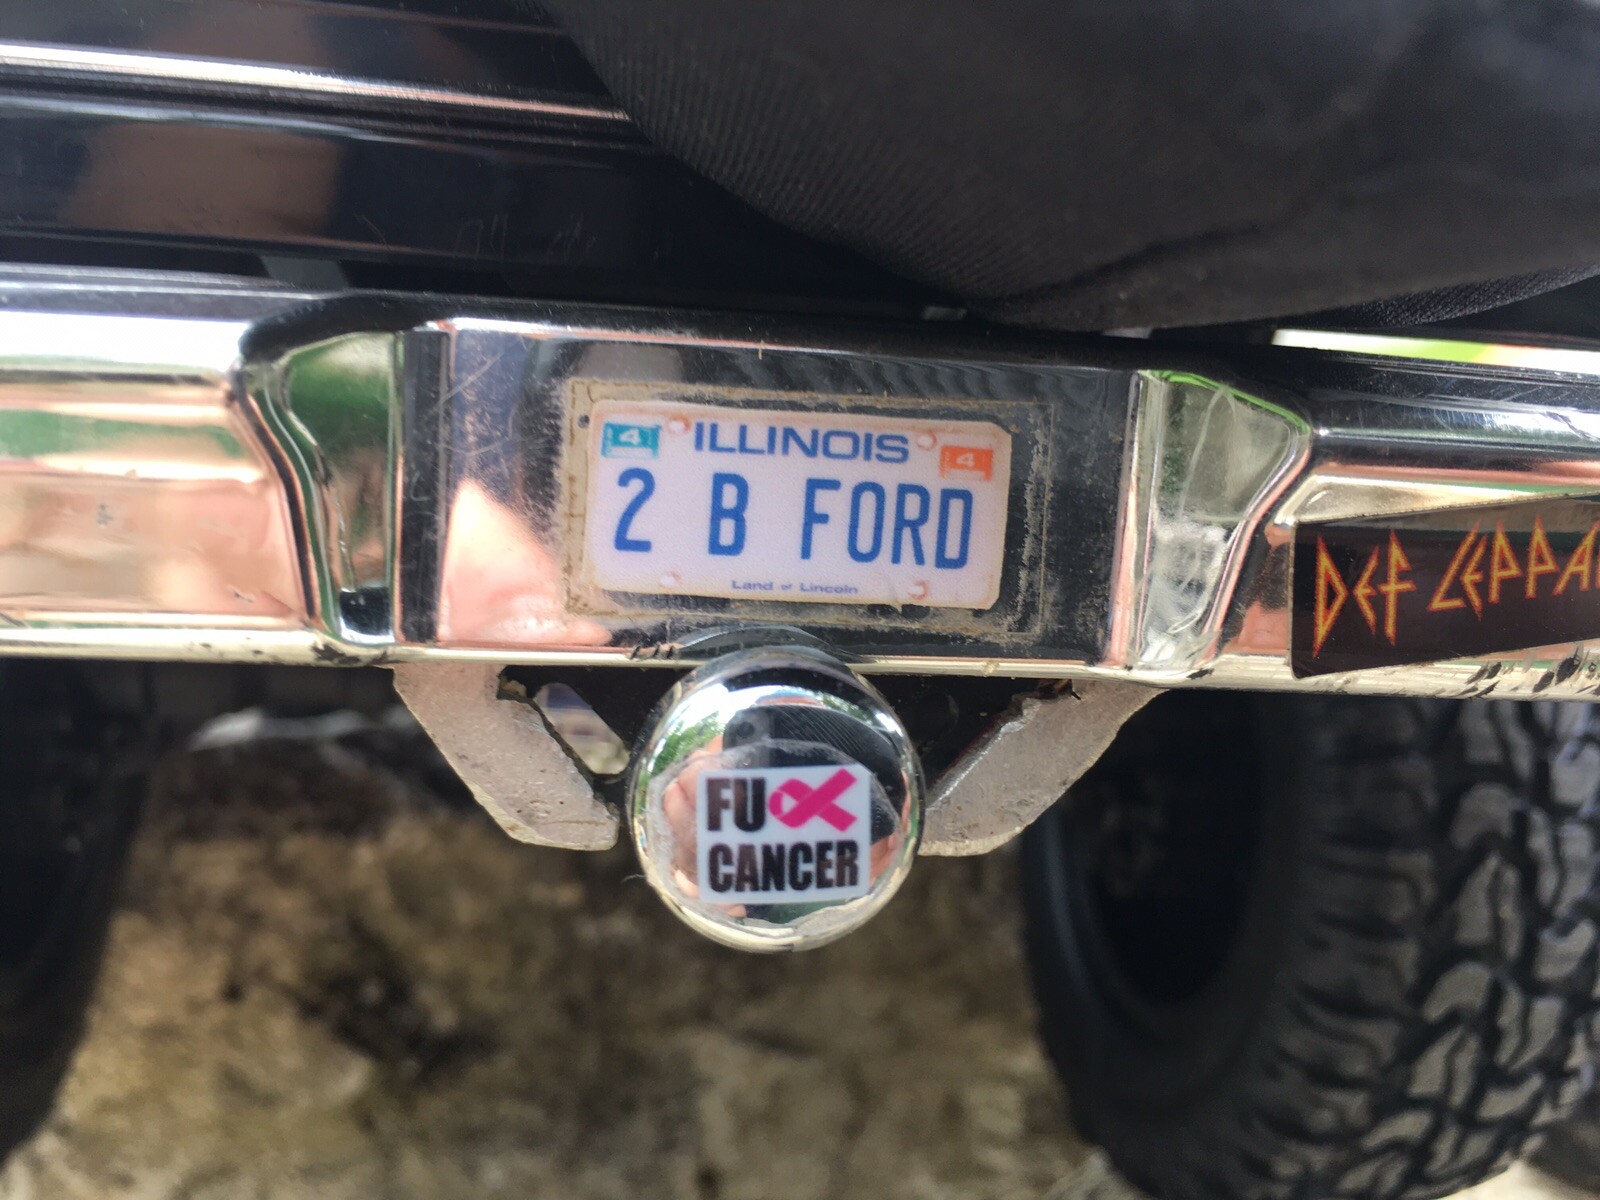 4 ILLINOIS 4
2 B FORD
Land of Lincoln
DEF LEPPA
FU
CANCER